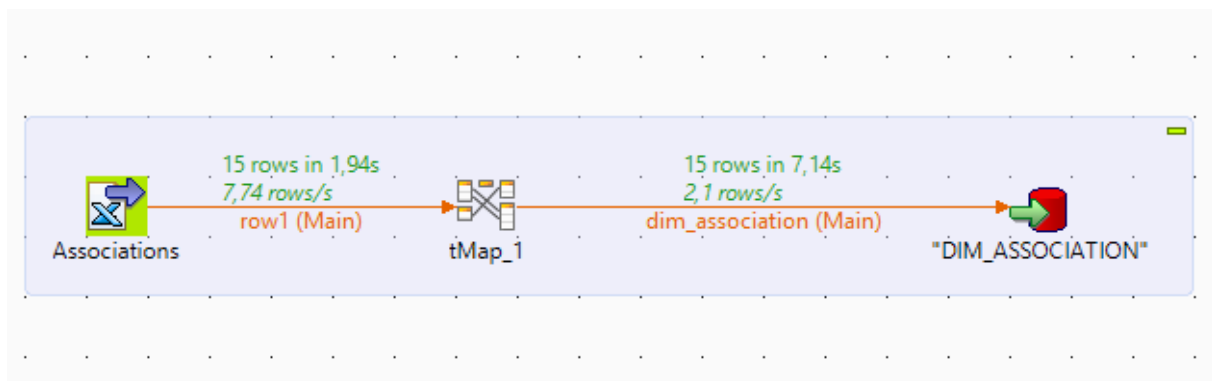 15 rows in 1,94s
7,74 rows/s
row1 (Main)
15 rows in 7,14s
2,1 rows/s
dim_association (Main)
Associations
tMap_1
"DIM_ASSOCIATION"